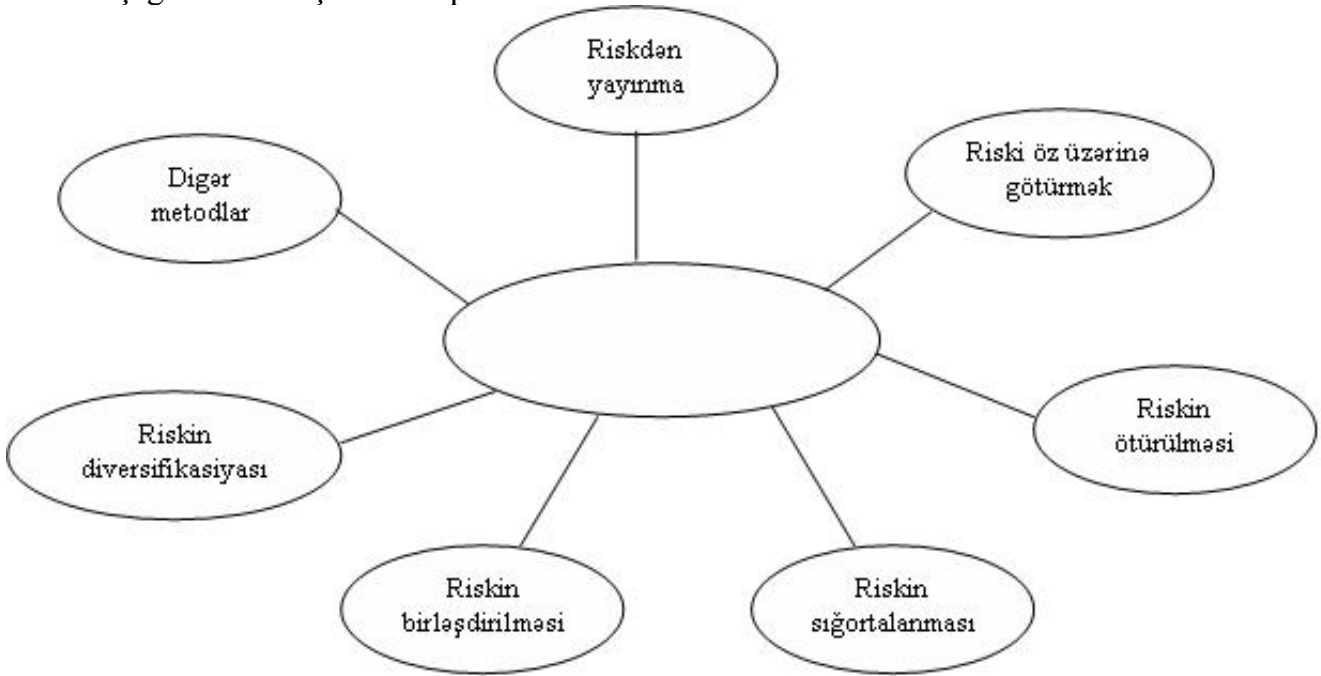 Riskdən
yayınma
Riski öz üzərinə
götürmək
Digər
metodlar
Riskin
ötürülməsi
Riskin
diversifikasiyası
Riskin
birləşdirilməsi
Riskin
sığortalanması